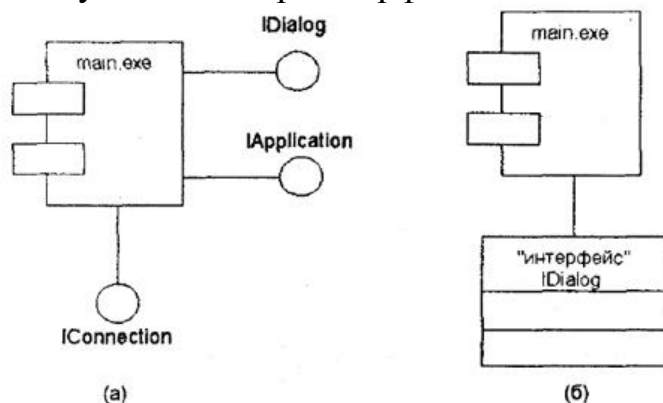 main.exe
IDialog
IApplication
IConnection
(а)
main.exe
"интерфейс"
IDialog
(б)